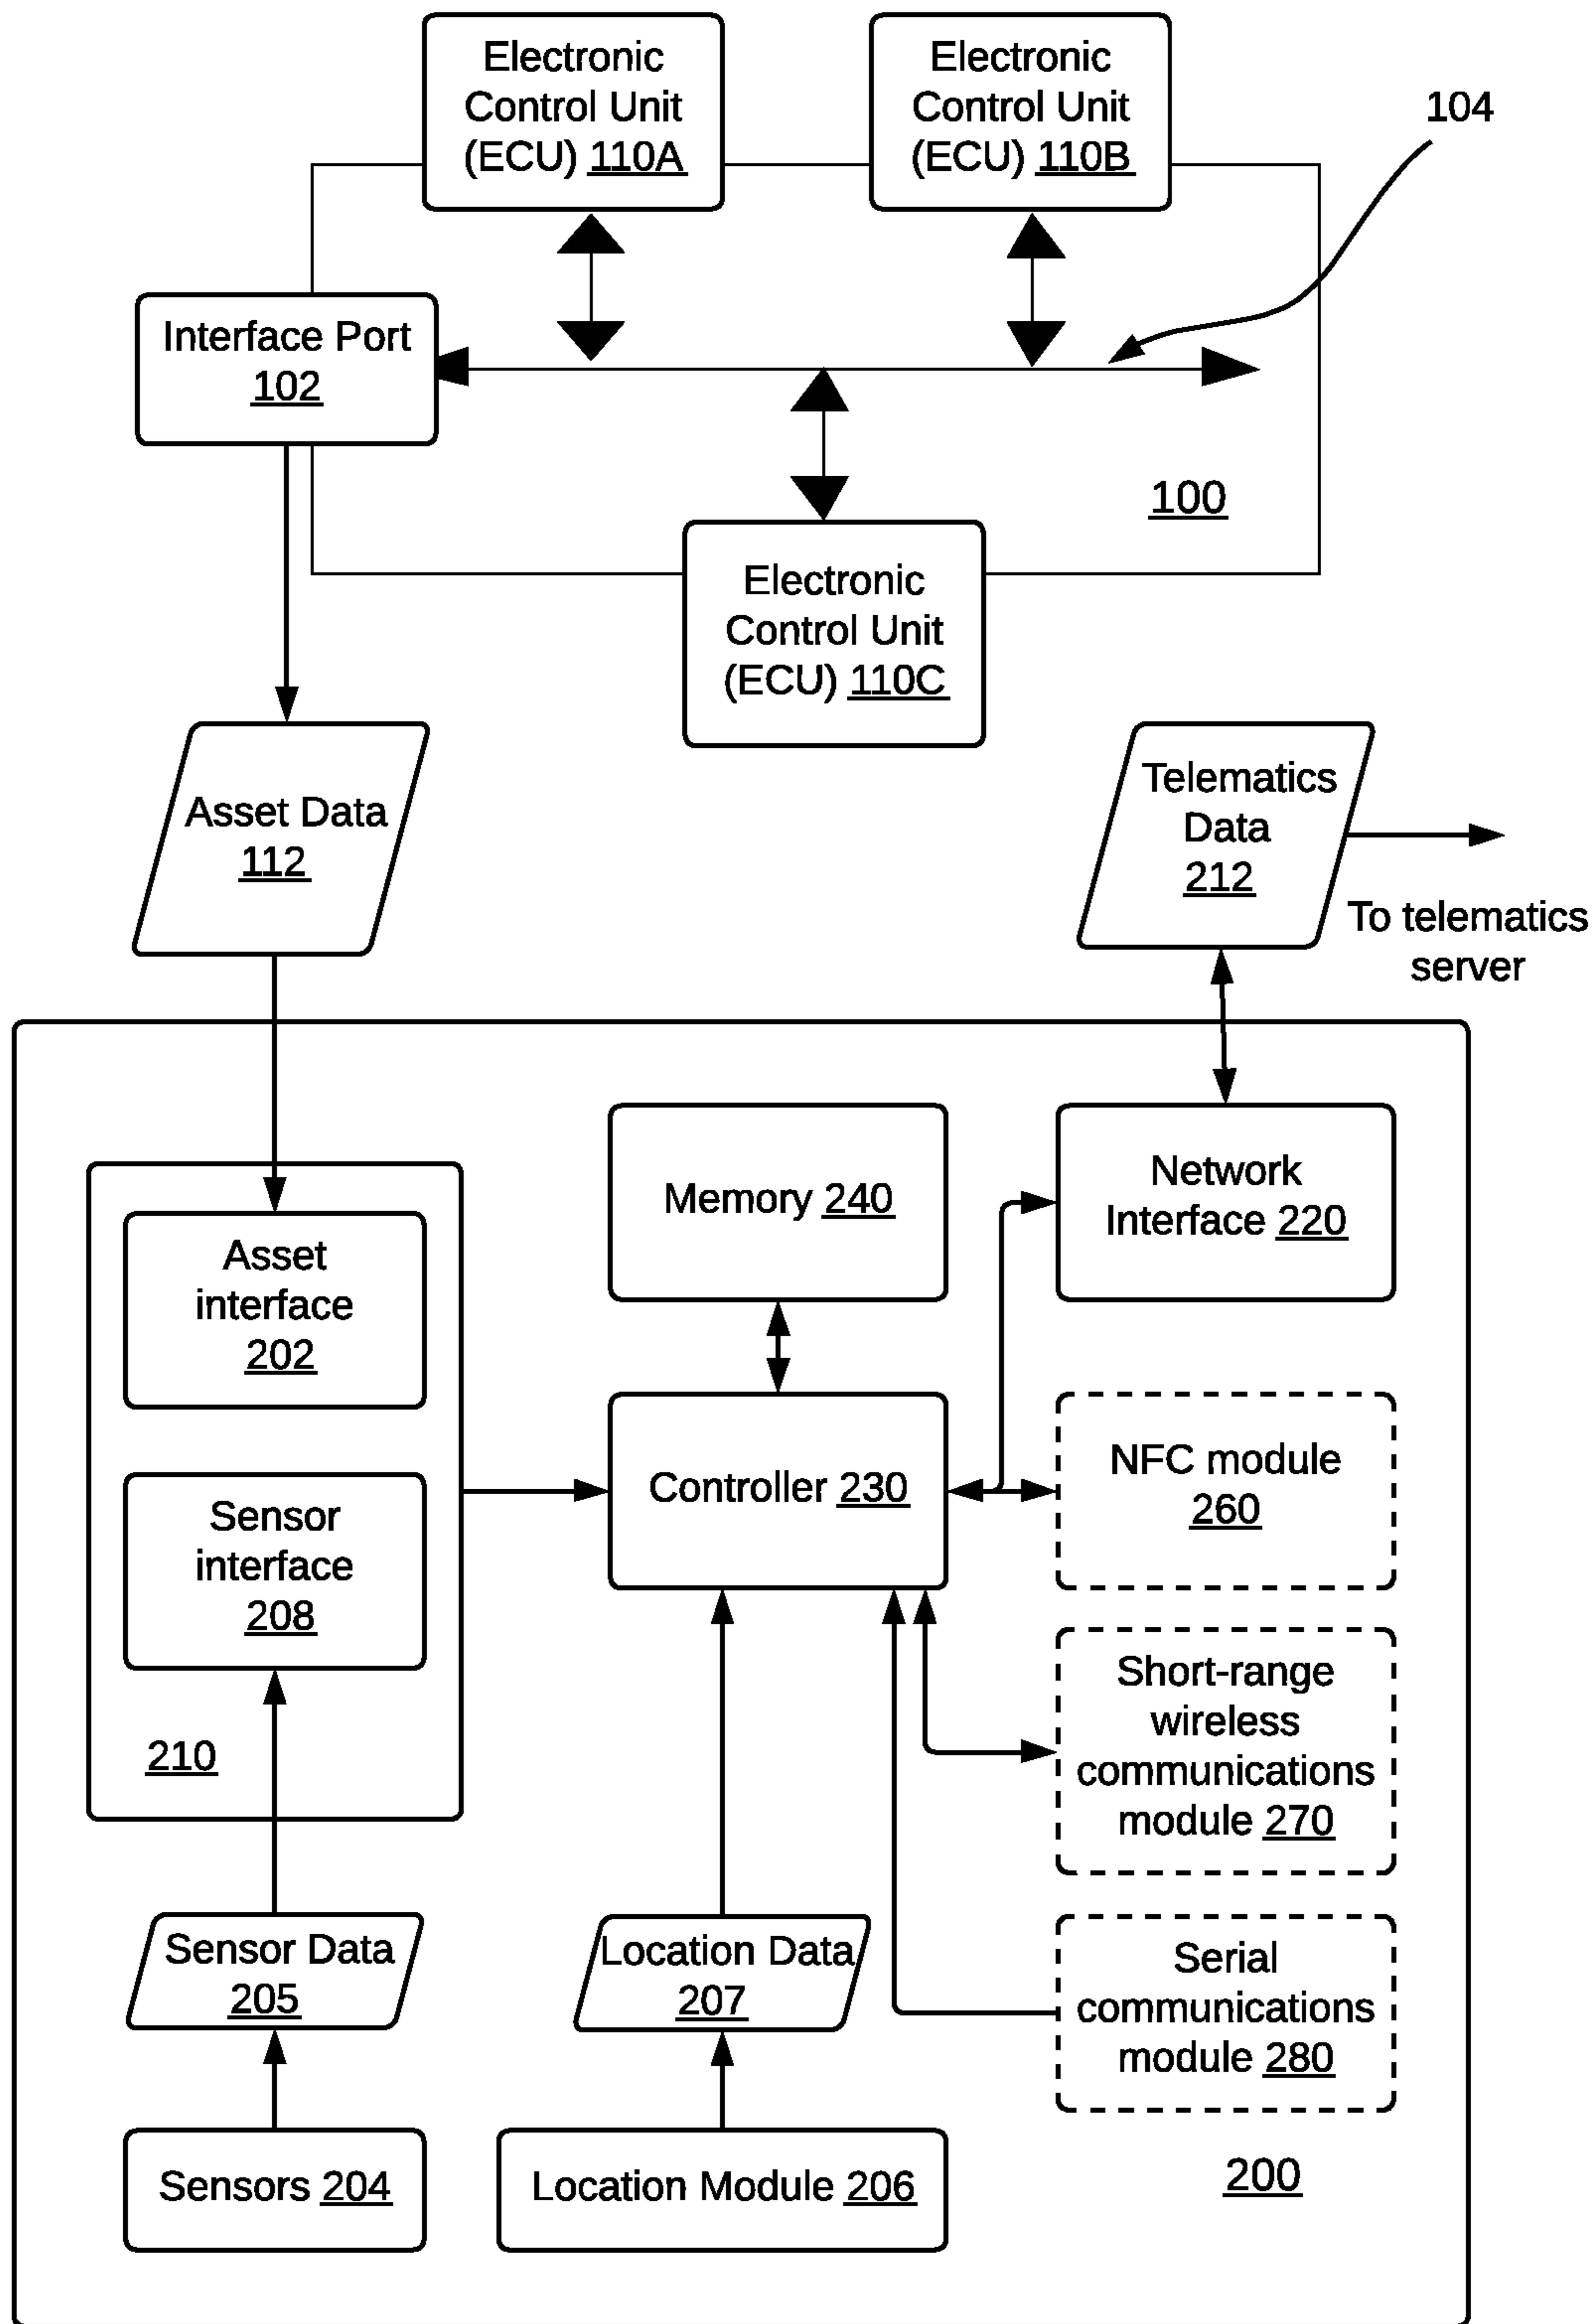 Electronic
Control Unit
(ECU) 110A
Electronic
Control Unit
(ECU) 110B
104
Interface Port
102
100
Electronic
Control Unit
(ECU) 110C
Asset Data
112
Telematics
Data
212
To telematics
server
Asset
interface
202
Memory 240
Network
Interface 220
Sensor
interface
208
210
Controller 230
NFC module
260
Short-range
wireless
communications
module 270
Sensor Data
205
Location Data
207
Serial
communications
module 280
Sensors 204
Location Module 206
200